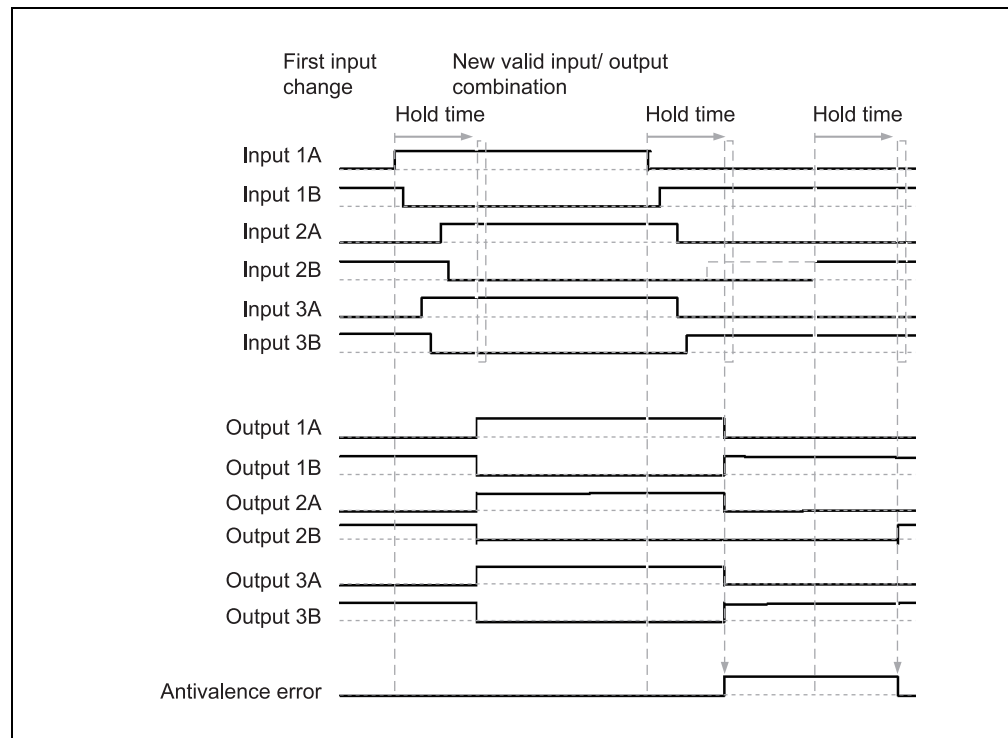 First input
change
New valid input/ output
combination
Hold time
Hold time
Hold time
Input 1A
Input 1B
Input 2A
Input 2B
Input 3A
Input 3B
Output 1A
Output 1B
Output 2A
Output 2B
Output 3A
Output 3B
Antivalence error